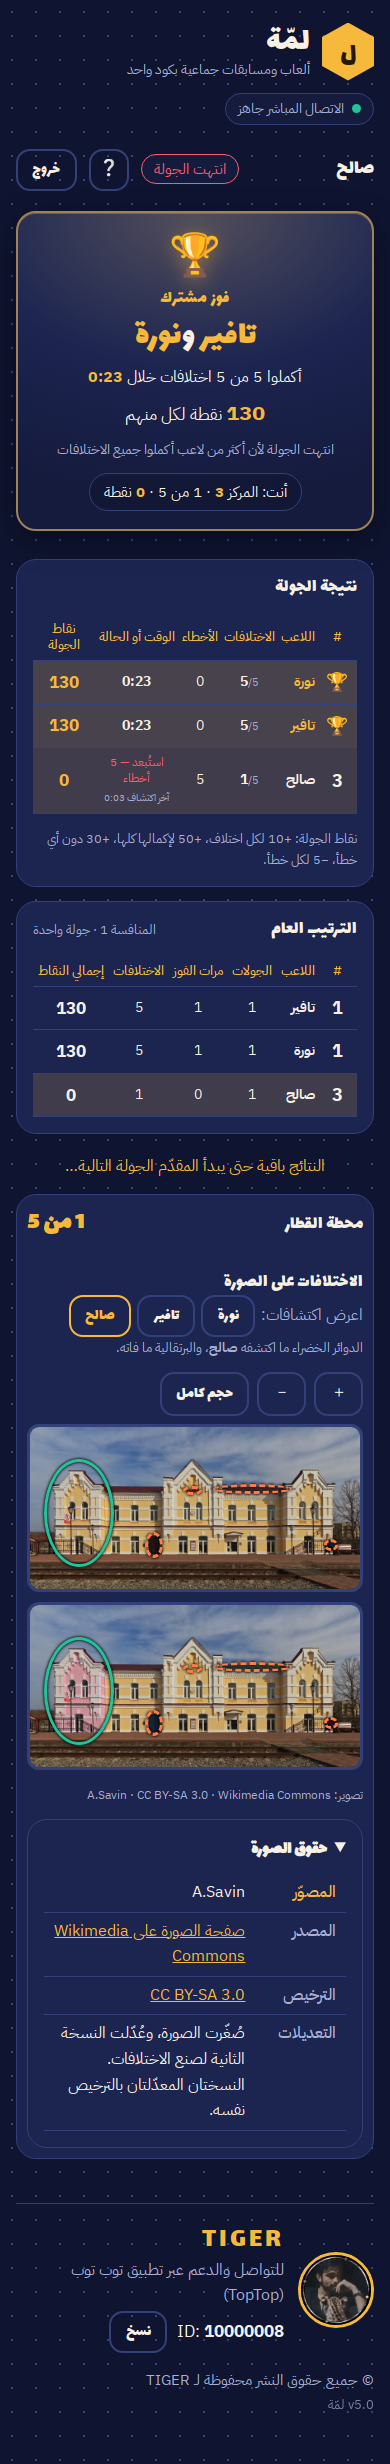 ل
لمّة
ألعاب ومسابقات جماعية بكود واحد
الاتصال المباشر جاهز
صالح
انتهت الجولة
?
خروج
فوز مشترك
تافير ونورة
أكملوا 5 من 5 اختلافات خلال 0:23
130 نقطة لكل منهم
انتهت الجولة لأن أكثر من لاعب أكملوا جميع الاختلافات
أنت: المركز 3 · 1 من 5 · 0 نقطة
نتيجة الجولة
# اللاعب الاختلافات الأخطاء الوقت أو الحالة نقاط الجولة
نورة 5/5 0 0:23 130
تافير 5/5 0 0:23 130
3 صالح 1/5 5 استُبعد — 5 أخطاء 0
آخر اكتشاف 0:03
نقاط الجولة: +10 لكل اختلاف، +50 لإكمالها كلها، +30 دون أي
خطأ، −5 لكل خطأ.
الترتيب العام
المنافسة 1 · جولة واحدة
# اللاعب الجولات مرات الفوز الاختلافات إجمالي النقاط
1 تافير 1 1 5 130
1 نورة 1 1 5 130
3 صالح 1 0 1 0
النتائج باقية حتى يبدأ المقدّم الجولة التالية...
محطة القطار
1 من 5
الاختلافات على الصورة
اعرض اكتشافات: نورة تافير صالح
الدوائر الخضراء ما اكتشفه صالح، والبرتقالية ما فاته.
+ − حجم كامل
تصوير: A.Savin · CC BY-SA 3.0 · Wikimedia Commons
▼ حقوق الصورة
المصوّر A.Savin
المصدر صفحة الصورة على Wikimedia
Commons
الترخيص CC BY-SA 3.0
التعديلات صُغّرت الصورة، وعُدّلت النسخة
الثانية لصنع الاختلافات.
النسختان المعدّلتان بالترخيص
نفسه.
TIGER
للتواصل والدعم عبر تطبيق توب توب
(TopTop)
ID: 10000008 نسخ
© جميع حقوق النشر محفوظة لـ TIGER
لمّة v5.0